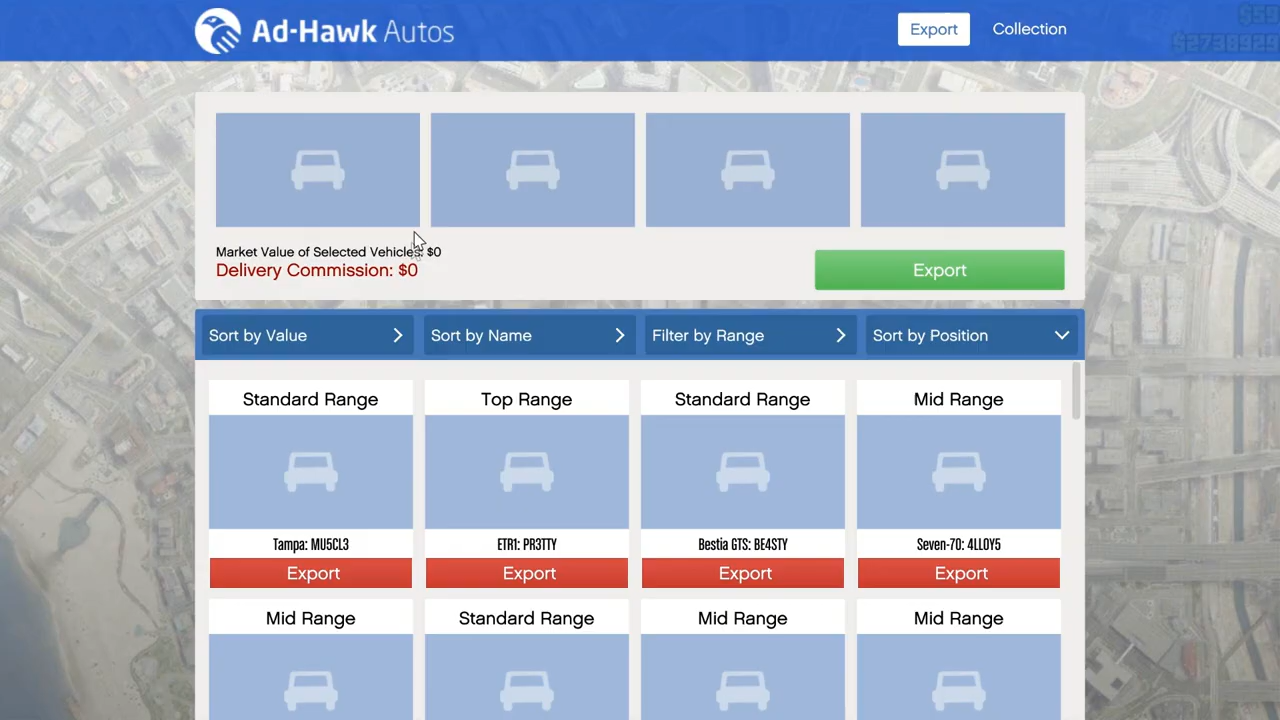 Ad-Hawk Autos
Export
Collection
Market Value of Selected Vehicles: $0
Delivery Commission: $0
Export
Sort by Value
Sort by Name
Filter by Range
Sort by Position
Standard Range
Top Range
Standard Range
Mid Range
Tampa: MU5CL3
ETR1: PR3TTY
Bestia GTS: BE4STY
Seven-70: 4LLOY5
Export
Export
Export
Export
Mid Range
Standard Range
Mid Range
Mid Range